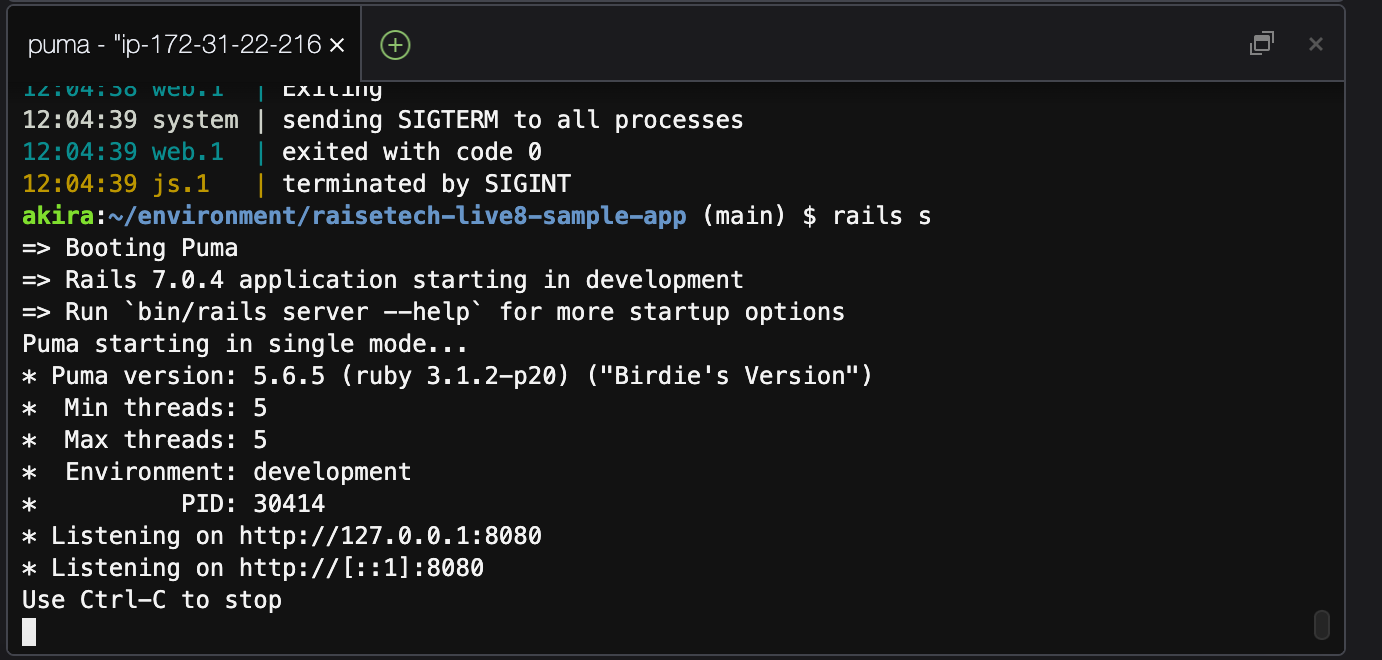 puma - "ip-172-31-22-216 ×
12:04:38 web.1  | Exiting
12:04:39 system | sending SIGTERM to all processes
12:04:39 web.1  | exited with code 0
12:04:39 js.1   | terminated by SIGINT
akira:~/environment/raisetech-live8-sample-app (main) $ rails s
=> Booting Puma
=> Rails 7.0.4 application starting in development
=> Run `bin/rails server --help` for more startup options
Puma starting in single mode...
* Puma version: 5.6.5 (ruby 3.1.2-p20) ("Birdie's Version")
*  Min threads: 5
*  Max threads: 5
*  Environment: development
*          PID: 30414
* Listening on http://127.0.0.1:8080
* Listening on http://[::1]:8080
Use Ctrl-C to stop